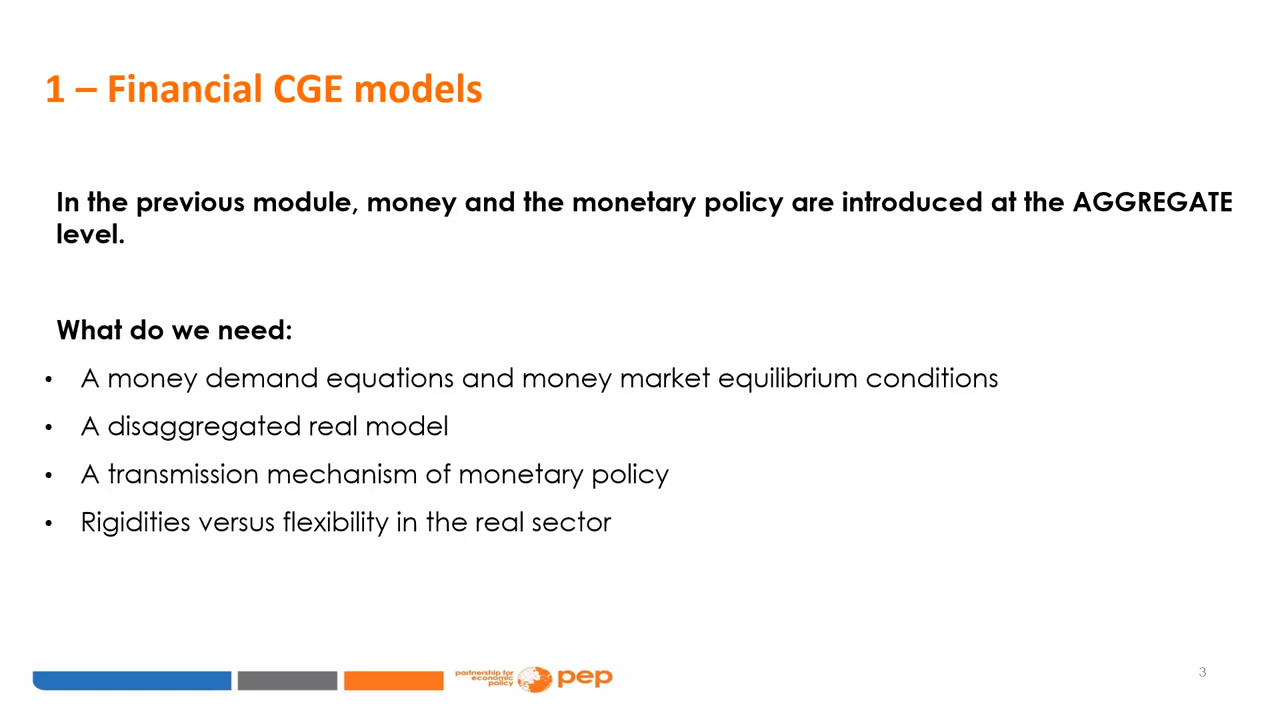 1 – Financial CGE models
In the previous module, money and the monetary policy are introduced at the AGGREGATE
level.
What do we need:
• A money demand equations and money market equilibrium conditions
• A disaggregated real model
• A transmission mechanism of monetary policy
• Rigidities versus flexibility in the real sector
partnership for
economic
policy
pep
3